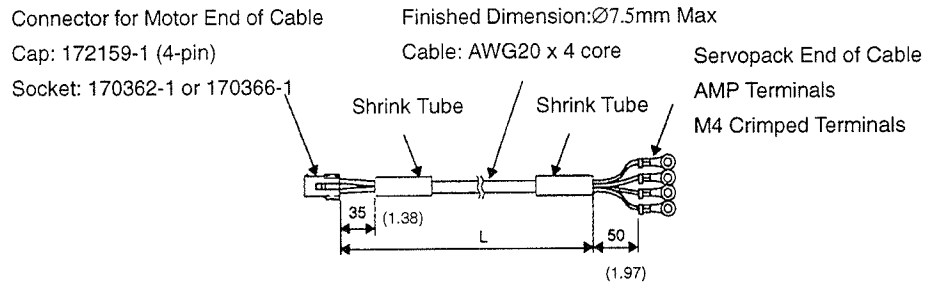 Connector for Motor End of Cable
Cap: 172159-1 (4-pin)
Socket: 170362-1 or 170366-1
Finished Dimension:Ø7.5mm Max
Cable: AWG20 x 4 core
Servopack End of Cable
AMP Terminals
M4 Crimped Terminals
Shrink Tube
Shrink Tube
35
(1.38)
L
50
(1.97)